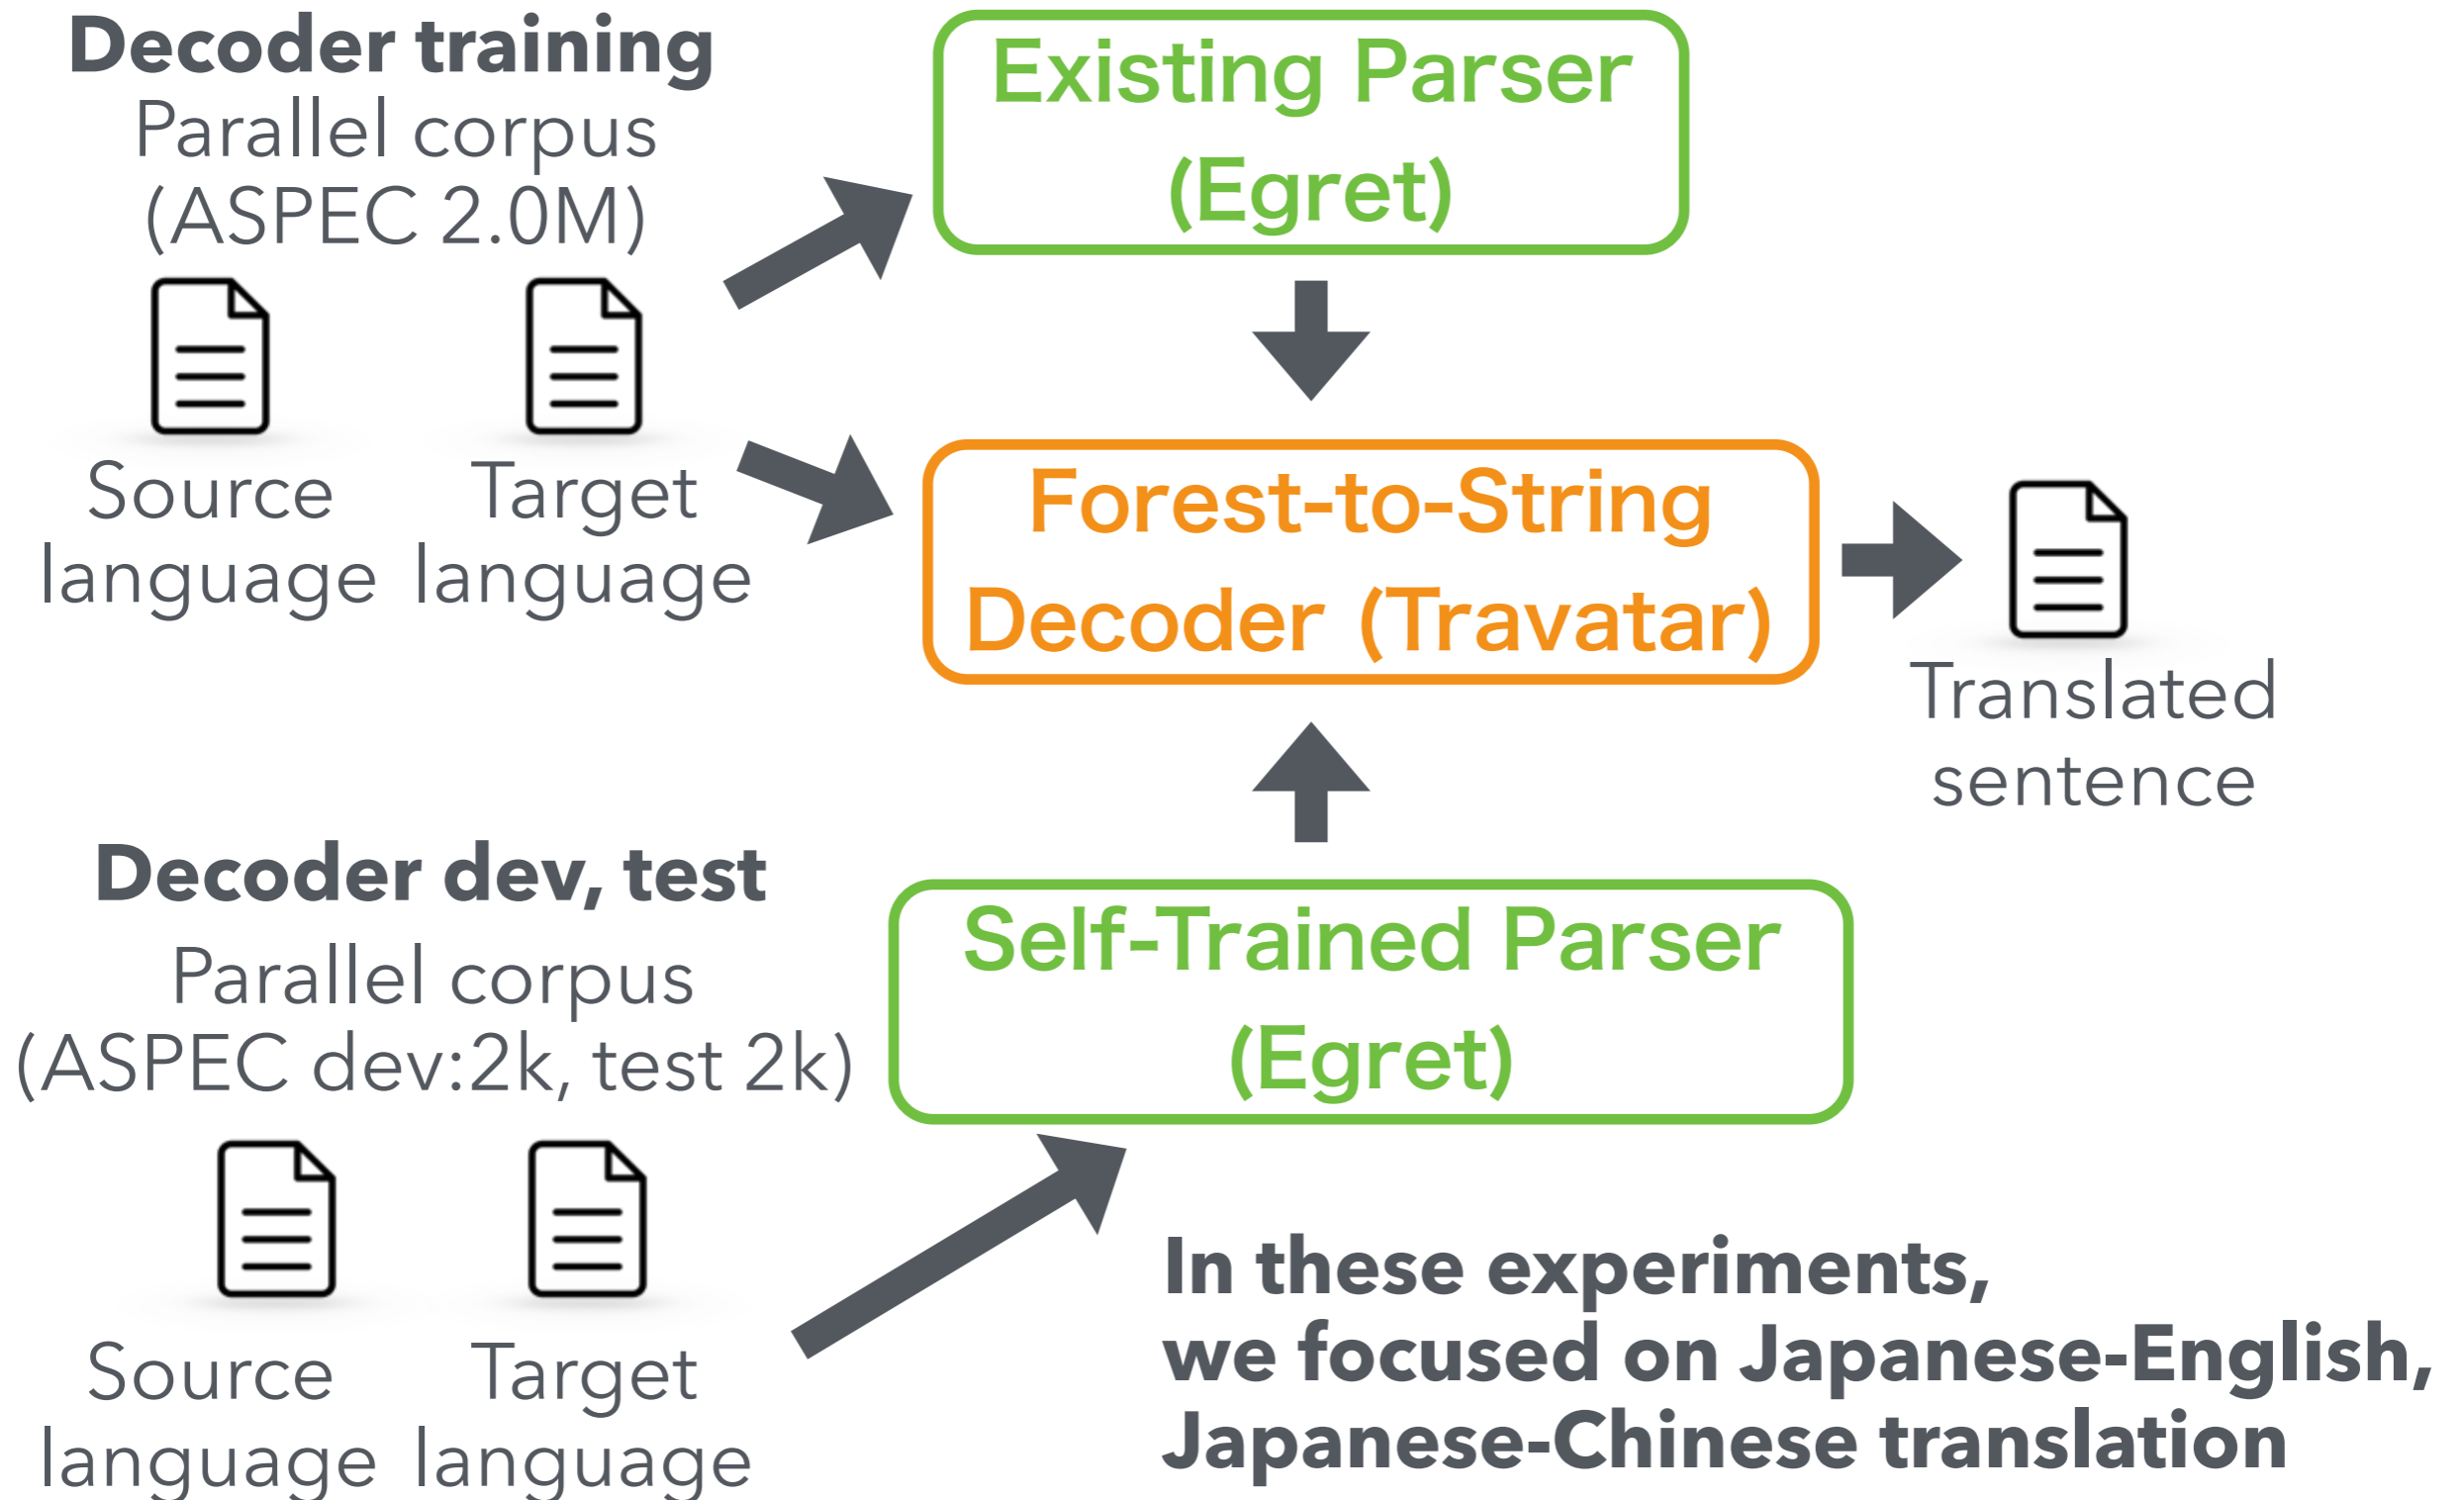 Decoder training
Parallel corpus
(ASPEC 2.0M)
Source
language
Target
language
Existing Parser
(Egret)
Forest-to-String
Decoder (Travatar)
Translated
sentence
Decoder dev, test
Parallel corpus
(ASPEC dev:2k, test 2k)
Source
language
Target
language
Self-Trained Parser
(Egret)
In these experiments,
we focused on Japanese-English,
Japanese-Chinese translation